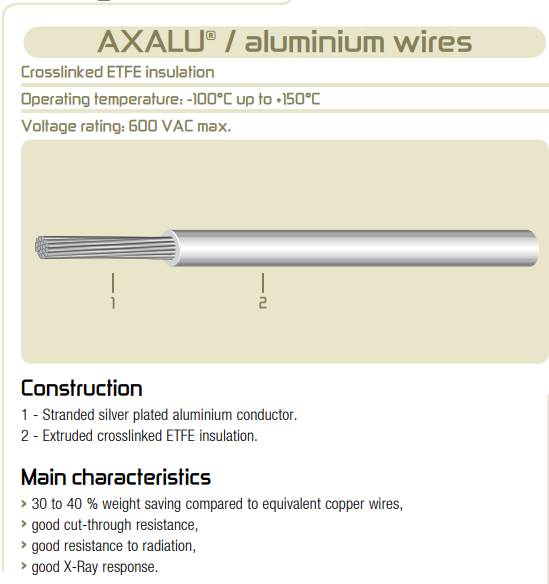 AXALU® / aluminium wires
Crosslinked ETFE insulation
Operating temperature: -100°C up to +150°C
Voltage rating: 600 VAC max.
1
2
Construction
1 - Stranded silver plated aluminium conductor.
2 - Extruded crosslinked ETFE insulation.
Main characteristics
> 30 to 40 % weight saving compared to equivalent copper wires,
> good cut-through resistance,
> good resistance to radiation,
> good X-Ray response.